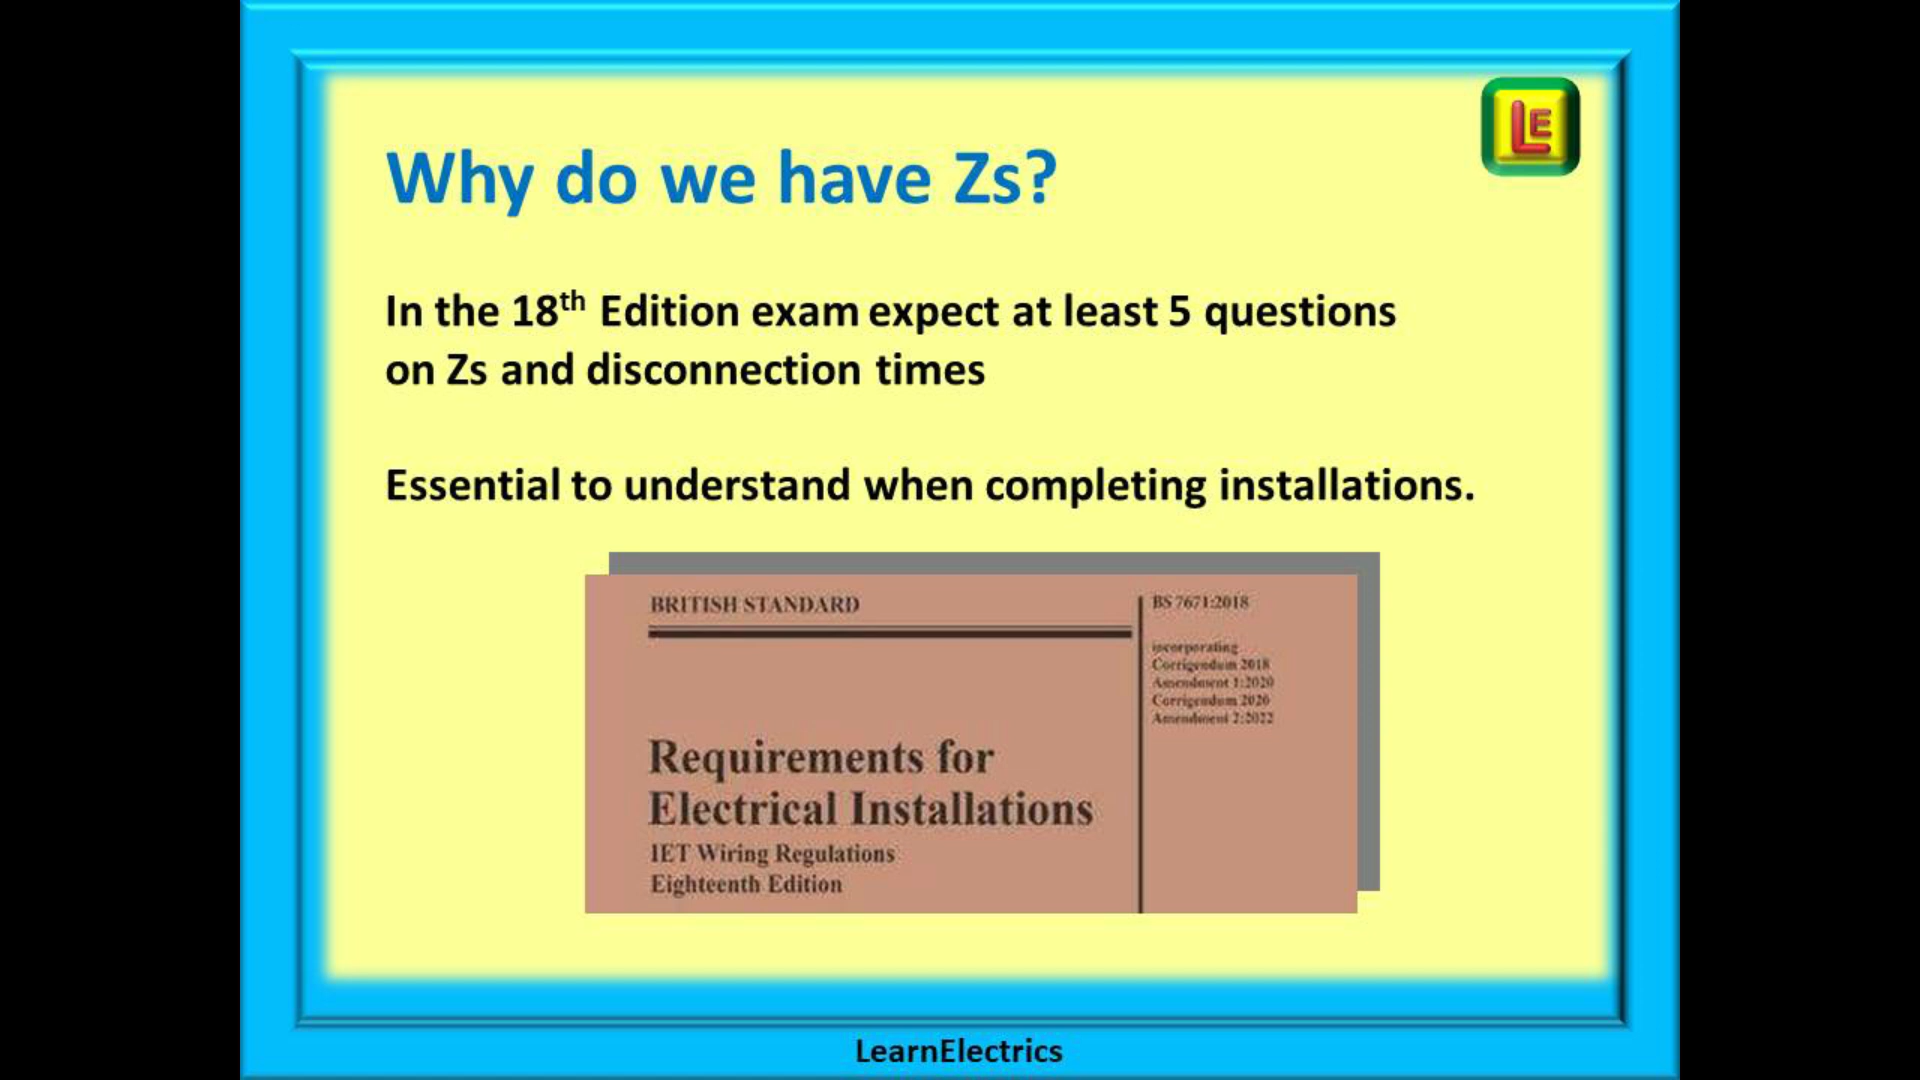 LE
Why do we have Zs?
In the 18th Edition exam expect at least 5 questions
on Zs and disconnection times
Essential to understand when completing installations.
BRITISH STANDARD
BS 7671:2018
incorporating
Corrigendum 2018
Amendment 1:2020
Corrigendum 2020
Amendment 2:2022
Requirements for
Electrical Installations
IET Wiring Regulations
Eighteenth Edition
LearnElectrics